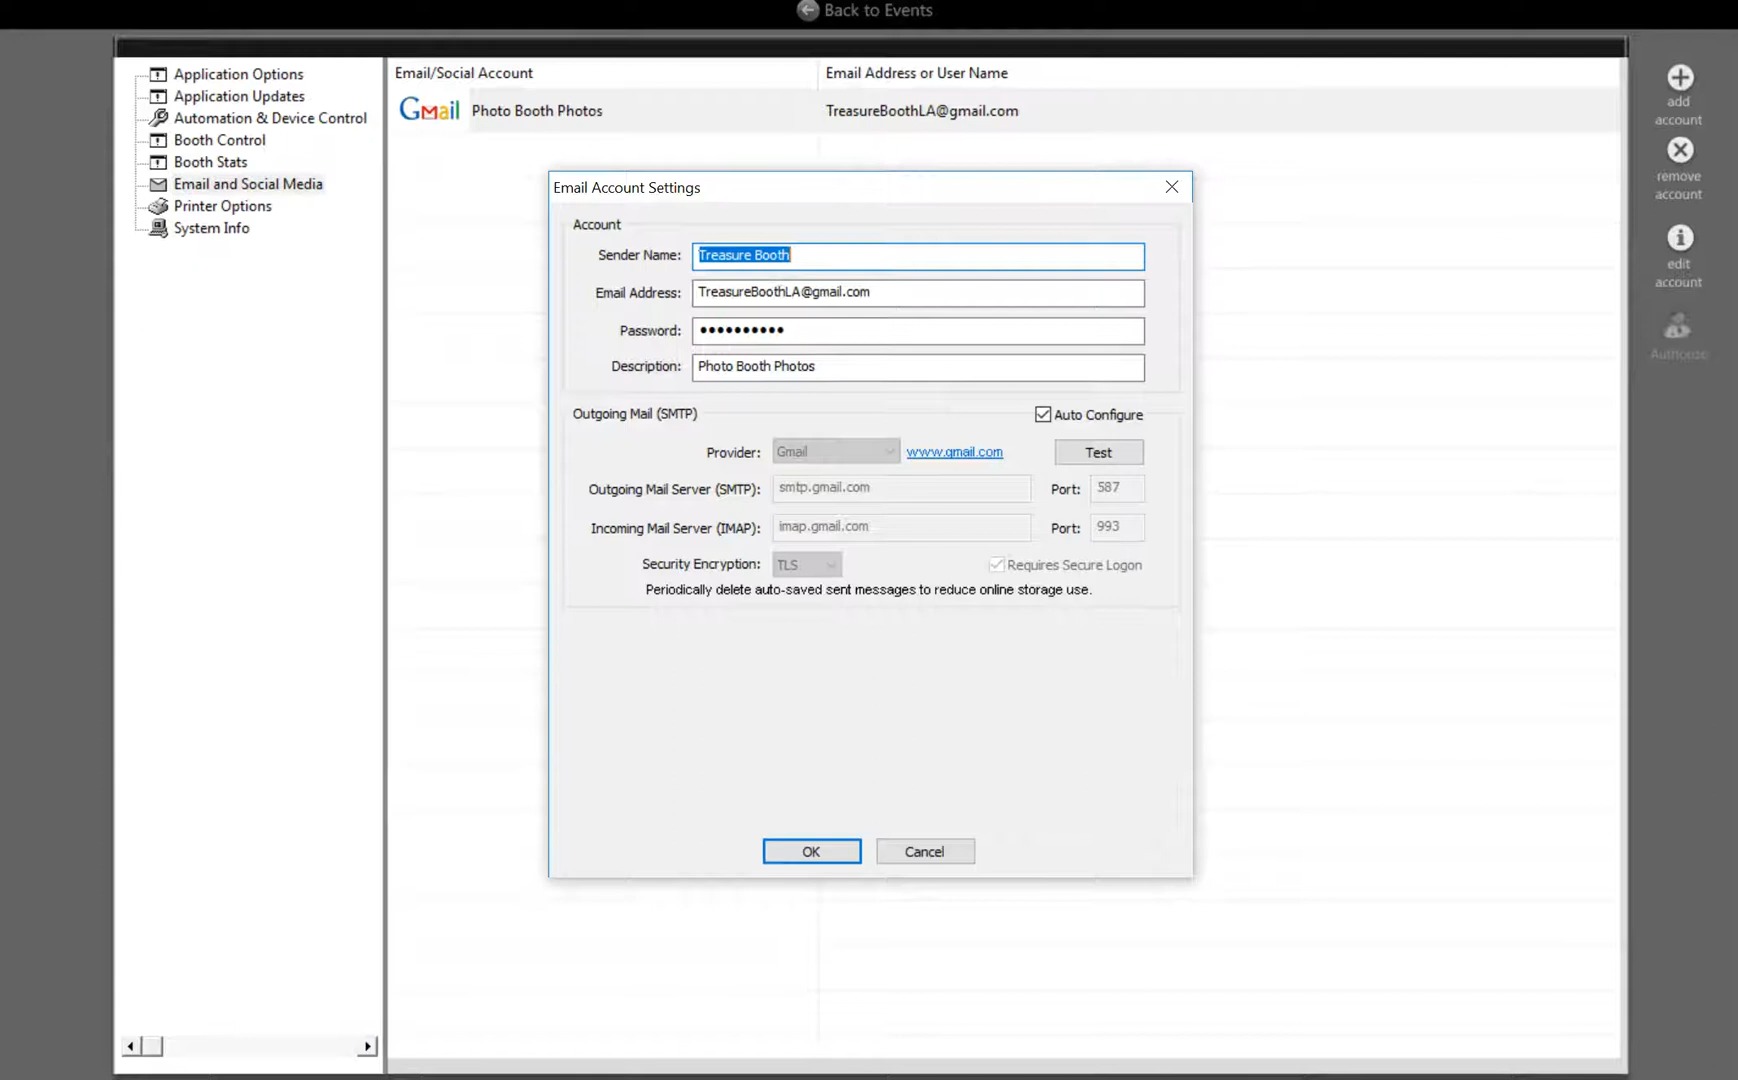 Back to Events
Application Options
Application Updates
Automation & Device Control
Booth Control
Booth Stats
Email and Social Media
Printer Options
System Info
Email/Social Account
Email Address or User Name
Gmail Photo Booth Photos
TreasureBoothLA@gmail.com
Email Account Settings
Account
Sender Name: Treasure Booth
Email Address: TreasureBoothLA@gmail.com
Password: ••••••••••
Description: Photo Booth Photos
Outgoing Mail (SMTP)
Auto Configure
Provider: Gmail www.gmail.com Test
Outgoing Mail Server (SMTP): smtp.gmail.com Port: 587
Incoming Mail Server (IMAP): imap.gmail.com Port: 993
Security Encryption: TLS Requires Secure Logon
Periodically delete auto-saved sent messages to reduce online storage use.
OK
Cancel
add
account
remove
account
edit
account